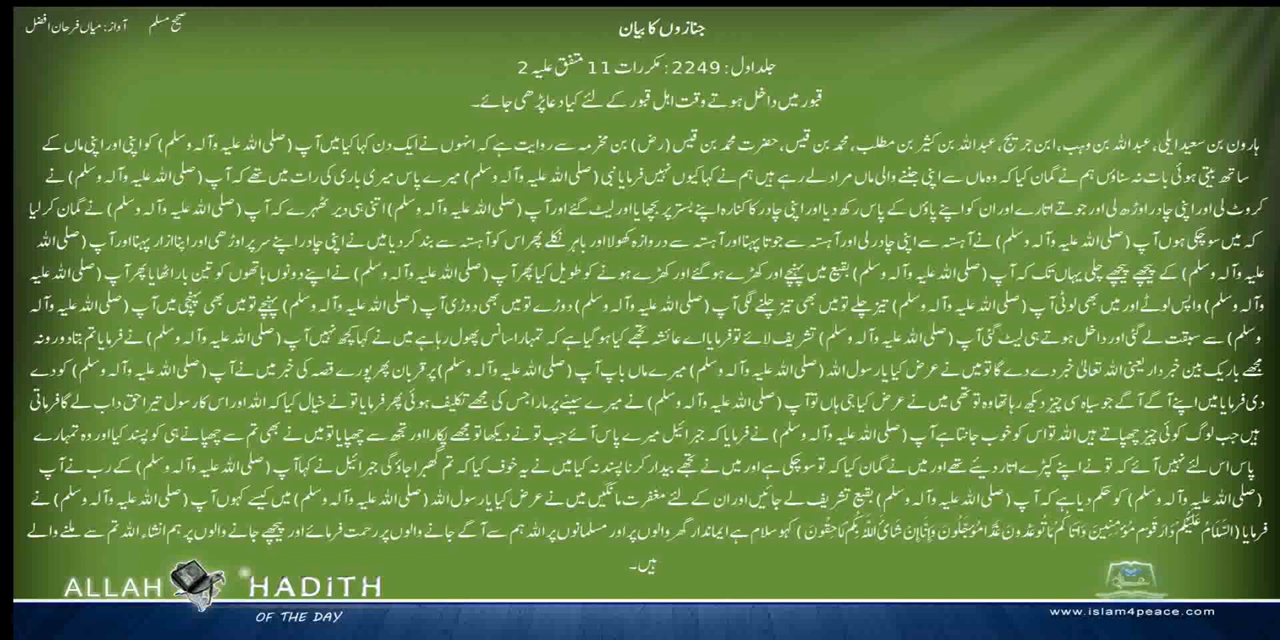 صحیح مسلم آواز: میاں فرحان افضل
جنازوں کا بیان
جلد اول : 2249 : مکررات 11 متفق علیہ 2
قبور میں داخل ہوتے وقت اہل قبور کے لئے کیا دعا پڑھی جائے۔
ہارون بن سعید ایلی، عبداللہ بن وہب، ابن جریج، عبداللہ بن کثیر بن مطلب، محمد بن قیس، حضرت محمد بن قیس (رض) بن مخرمہ سے روایت ہے کہ انہوں نے ایک دن کہا کیا میں آپ (صلی اللہ علیہ وآلہ وسلم) کو اپنی اور اپنی ماں کے
ساتھ بیتی ہوئی بات نہ سناؤں ہم نے گمان کیا کہ وہ ماں سے اپنی جننے والی ماں مراد لے رہے ہیں ہم نے کہا کیوں نہیں فرمایا نبی (صلی اللہ علیہ وآلہ وسلم) میرے پاس میری باری کی رات میں تھے کہ آپ (صلی اللہ علیہ وآلہ وسلم) نے
کروٹ لی اور اپنی چادر اوڑھ لی اور جوتے اتارے اور ان کو اپنے پاؤں کے پاس رکھ دیا اور اپنی چادر کا کنارہ اپنے بستر پر بچھایا اور لیٹ گئے اور آپ (صلی اللہ علیہ وآلہ وسلم) اتنی ہی دیر ٹھہرے کہ آپ (صلی اللہ علیہ وآلہ وسلم) نے گمان کر لیا
کہ میں سو چکی ہوں آپ (صلی اللہ علیہ وآلہ وسلم) نے آہستہ سے اپنی چادر لی اور آہستہ سے جوتا پہنا اور آہستہ سے دروازہ کھولا اور باہر نکلے پھر اس کو آہستہ سے بند کر دیا میں نے اپنی چادر اپنے سر پر اوڑھی اور اپنا ازار پہنا اور آپ (صلی اللہ
علیہ وآلہ وسلم) کے پیچھے پیچھے چلی یہاں تک کہ آپ (صلی اللہ علیہ وآلہ وسلم) بقیع میں پہنچے اور کھڑے ہو گئے اور کھڑے ہونے کو طویل کیا پھر آپ (صلی اللہ علیہ وآلہ وسلم) نے اپنے دونوں ہاتھوں کو تین بار اٹھایا پھر آپ (صلی اللہ علیہ
وآلہ وسلم) واپس لوٹے اور میں بھی لوٹی آپ (صلی اللہ علیہ وآلہ وسلم) تیز چلے تو میں بھی تیز چلنے لگی آپ (صلی اللہ علیہ وآلہ وسلم) دوڑے تو میں بھی دوڑی آپ (صلی اللہ علیہ وآلہ وسلم) پہنچے تو میں بھی پہنچی میں آپ (صلی اللہ علیہ وآلہ
وسلم) سے سبقت لے گئی اور داخل ہوتے ہی لیٹ گئی آپ (صلی اللہ علیہ وآلہ وسلم) تشریف لائے تو فرمایا اے عائشہ تجھے کیا ہو گیا ہے کہ تمہارا سانس پھول رہا ہے میں نے کہا کچھ نہیں آپ (صلی اللہ علیہ وآلہ وسلم) نے فرمایا تم بتا دو ورنہ
مجھے باریک بین خبردار یعنی اللہ تعالیٰ خبر دے دے گا تو میں نے عرض کیا یا رسول اللہ (صلی اللہ علیہ وآلہ وسلم) میرے ماں باپ آپ (صلی اللہ علیہ وآلہ وسلم) پر قربان پھر پورے قصہ کی خبر میں نے آپ (صلی اللہ علیہ وآلہ وسلم) کو دے
دی فرمایا میں اپنے آگے آگے جو سیاہ سی چیز دیکھ رہا تھا وہ تو تھی میں نے عرض کیا جی ہاں تو آپ (صلی اللہ علیہ وآلہ وسلم) نے میرے سینے پر مارا جس کی مجھے تکلیف ہوئی پھر فرمایا تو نے خیال کیا کہ اللہ اور اس کا رسول تیرا حق داب لے گا فرماتی
ہیں جب لوگ کوئی چیز چھپاتے ہیں اللہ تو اس کو خوب جانتا ہے آپ (صلی اللہ علیہ وآلہ وسلم) نے فرمایا کہ جبرائیل میرے پاس آئے جب تو نے دیکھا تو مجھے پکارا اور تجھ سے چھپایا تو میں نے بھی تم سے چھپانے ہی کو پسند کیا اور وہ تمہارے
پاس اس لئے نہیں آئے کہ تو نے اپنے کپڑے اتار دیئے تھے اور میں نے گمان کیا کہ تو سو چکی ہے اور میں نے تجھے بیدار کرنا پسند نہ کیا میں نے یہ خوف کیا کہ تم گھبرا جاؤ گی جبرائیل نے کہا آپ (صلی اللہ علیہ وآلہ وسلم) کے رب نے آپ
(صلی اللہ علیہ وآلہ وسلم) کو حکم دیا ہے کہ آپ (صلی اللہ علیہ وآلہ وسلم) بقیع تشریف لے جائیں اور ان کے لئے مغفرت مانگیں میں نے عرض کیا یا رسول اللہ (صلی اللہ علیہ وآلہ وسلم) میں کیسے کہوں آپ (صلی اللہ علیہ وآلہ وسلم) نے
فرمایا (السَّلَامُ عَلَيْکُمْ دَارَ قَوْمٍ مُؤْمِنِينَ وَأَتَاکُمْ مَا تُوعَدُونَ غَدًا مُؤَجَّلُونَ وَإِنَّا إِنْ شَائَ اللَّهُ بِکُمْ لَاحِقُونَ) کہو سلام ہے ایماندار گھر والوں پر اور مسلمانوں پر اللہ ہم سے آگے جانے والوں پر رحمت فرمائے اور پیچھے جانے والوں پر ہم انشاء اللہ تم سے ملنے والے
ہیں۔
ALLAH HADITH
OF THE DAY
www.islam4peace.com